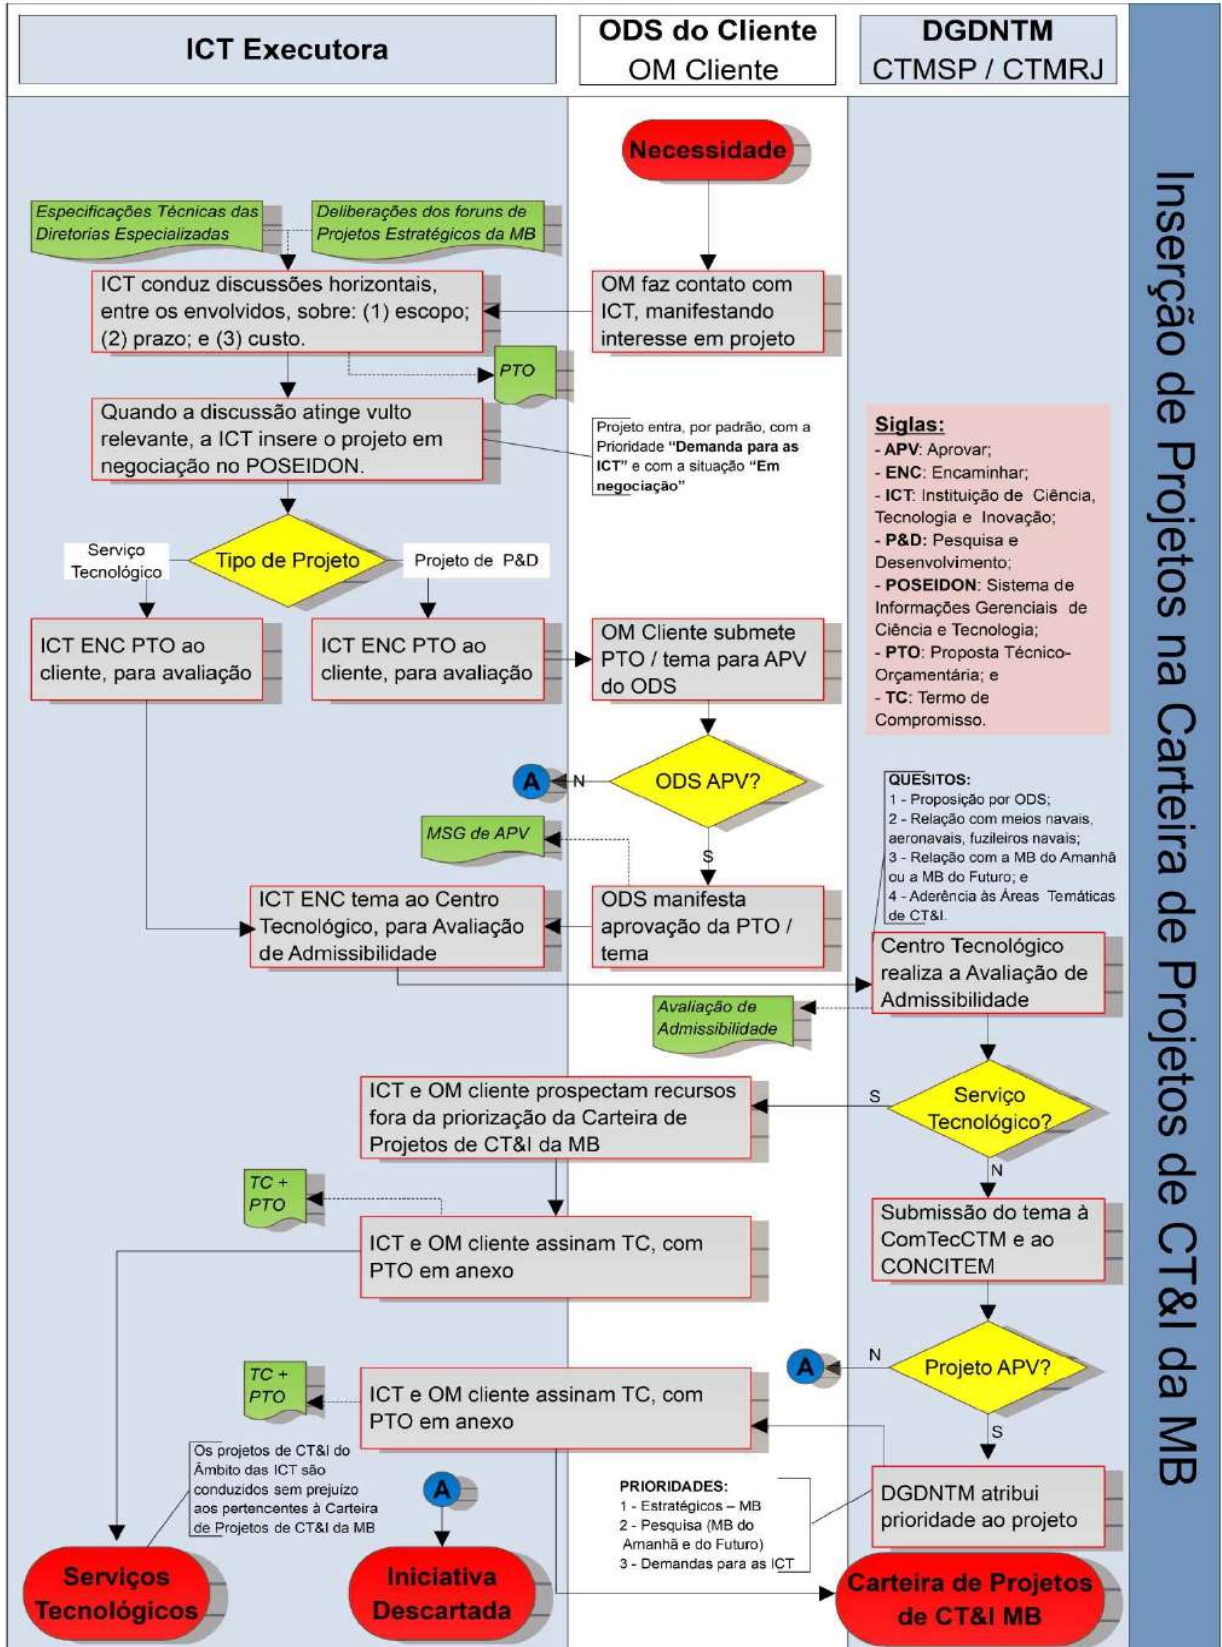 ICT Executora
ODS do Cliente
OM Cliente
DGDNTM
CTMSP / CTMRJ
Inserção de Projetos na Carteira de Projetos de CT&I da MB
Necessidade
Especificações Técnicas das
Diretorias Especializadas
Deliberações dos foruns de
Projetos Estratégicos da MB
ICT conduz discussões horizontais,
entre os envolvidos, sobre: (1) escopo;
(2) prazo; e (3) custo.
OM faz contato com
ICT, manifestando
interesse em projeto
PTO
Quando a discussão atinge vulto
relevante, a ICT insere o projeto em
negociação no POSEIDON.
Projeto entra, por padrão, com a
Prioridade “Demanda para as
ICT” e com a situação “Em
negociação”
Siglas:
- APV: Aprovar;
- ENC: Encaminhar;
- ICT: Instituição de Ciência,
Tecnologia e Inovação;
- P&D: Pesquisa e
Desenvolvimento;
- POSEIDON: Sistema de
Informações Gerenciais de
Ciência e Tecnologia;
- PTO: Proposta Técnico-
Orçamentária; e
- TC: Termo de
Compromisso.
Serviço
Tecnológico
Tipo de Projeto
Projeto de P&D
ICT ENC PTO ao
cliente, para avaliação
ICT ENC PTO ao
cliente, para avaliação
OM Cliente submete
PTO / tema para APV
do ODS
A
N
ODS APV?
S
QUESITOS:
1 - Proposição por ODS;
2 - Relação com meios navais,
aeronavais, fuzileiros navais;
3 - Relação com a MB do Amanhã
ou a MB do Futuro; e
4 - Aderência às Áreas Temáticas
de CT&I.
MSG de APV
ICT ENC tema ao Centro
Tecnológico, para Avaliação
de Admissibilidade
ODS manifesta
aprovação da PTO /
tema
Centro Tecnológico
realiza a Avaliação de
Admissibilidade
Avaliação de
Admissibilidade
ICT e OM cliente prospectam recursos
fora da priorização da Carteira de
Projetos de CT&I da MB
S
Serviço
Tecnológico?
N
TC +
PTO
ICT e OM cliente assinam TC, com
PTO em anexo
Submissão do tema à
ComTecCTM e ao
CONCITEM
A
N
Projeto APV?
S
TC +
PTO
ICT e OM cliente assinam TC, com
PTO em anexo
Os projetos de CT&I do
Âmbito das ICT são
conduzidos sem prejuízo
aos pertencentes à Carteira
de Projetos de CT&I da MB
A
PRIORIDADES:
1 - Estratégicos – MB
2 - Pesquisa (MB do
Amanhã e do Futuro)
3 - Demandas para as ICT
DGDNTM atribui
prioridade ao projeto
Serviços
Tecnológicos
Iniciativa
Descartada
Carteira de Projetos
de CT&I MB